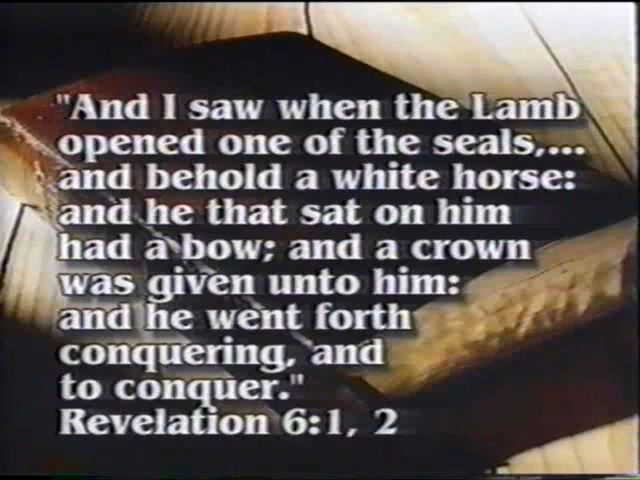 "And I saw when the Lamb
opened one of the seals,...
and behold a white horse:
and he that sat on him
had a bow; and a crown
was given unto him:
and he went forth
conquering, and
to conquer."
Revelation 6:1, 2